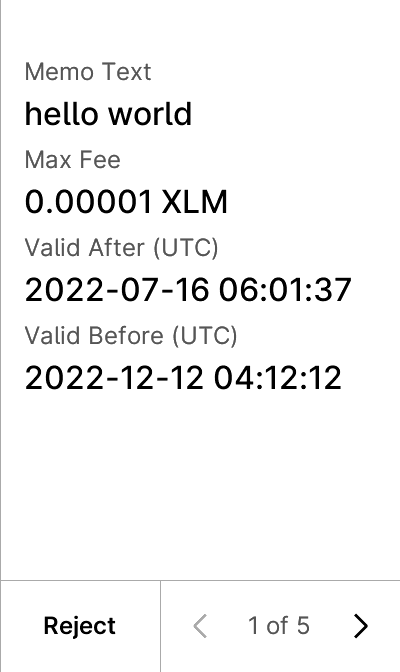 Memo Text
hello world
Max Fee
0.00001 XLM
Valid After (UTC)
2022-07-16 06:01:37
Valid Before (UTC)
2022-12-12 04:12:12
Reject
1 of 5